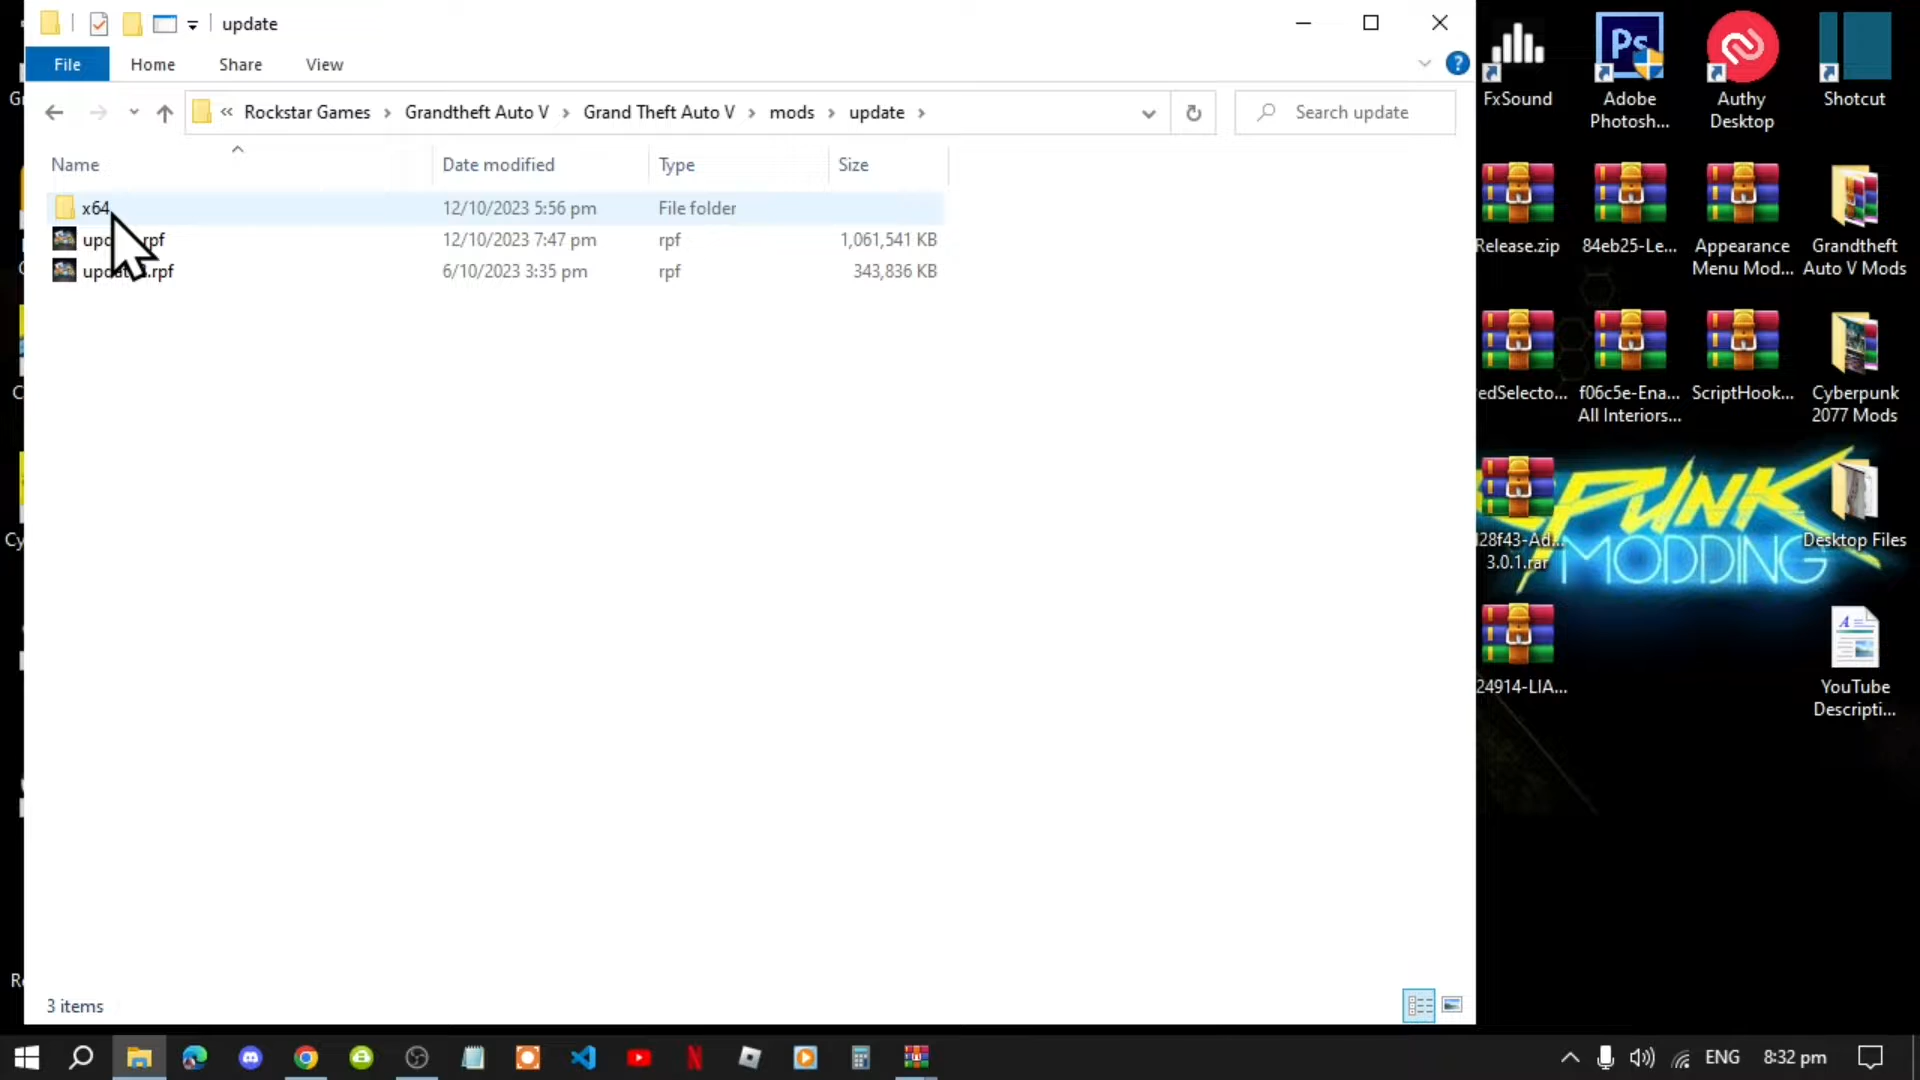 update
File
Home
Share
View
« Rockstar Games › Grandtheft Auto V › Grand Theft Auto V › mods › update ›
Search update
Name
Date modified
Type
Size
x64
12/10/2023 5:56 pm
File folder
12/10/2023 7:47 pm
rpf
1,061,541 KB
6/10/2023 3:35 pm
rpf
343,836 KB
3 items
FxSound
Adobe
Photosh...
Authy
Desktop
Shotcut
Release.zip
84eb25-Le...
Appearance
Menu Mod...
Grandtheft
Auto V Mods
edSelecto...
f06c5e-Ena...
All Interiors...
ScriptHook...
Cyberpunk
2077 Mods
PUNK
MODDING
28f43-Ad...
3.0.1.rar
Desktop Files
24914-LIA...
YouTube
Descripti...
Ps
ENG
8:32 pm